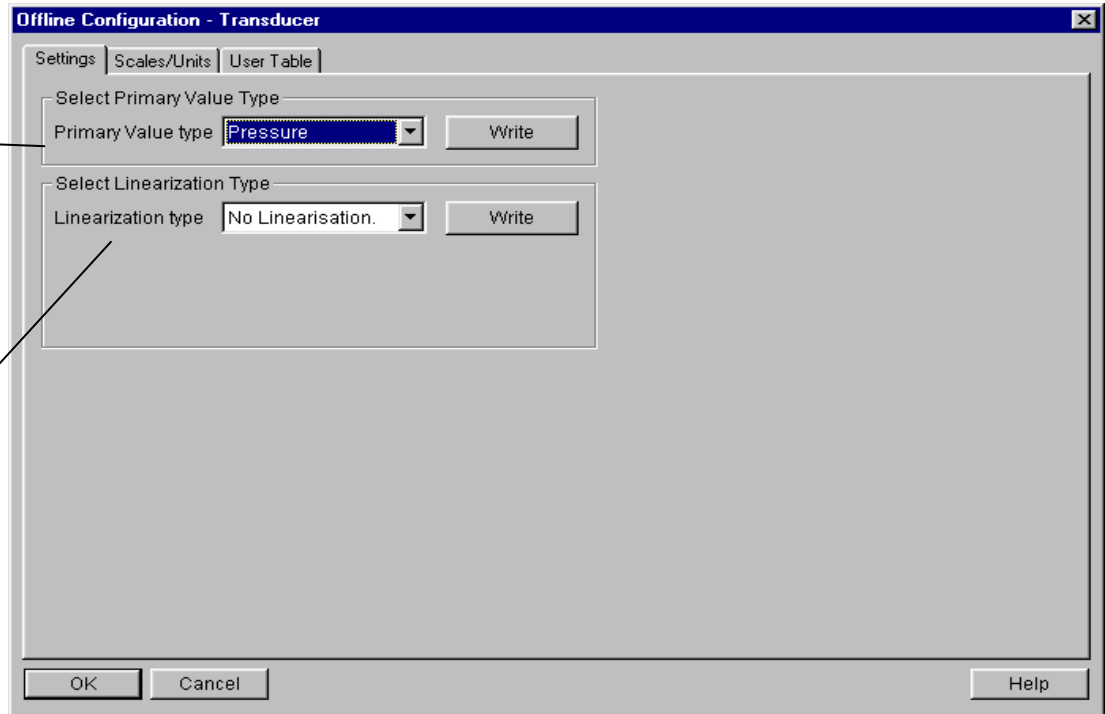 Offline Configuration - Transducer
Settings Scales/Units User Table
Select Primary Value Type
Primary Value type Pressure Write
Select Linearization Type
Linearization type No Linearisation. Write
OK Cancel Help